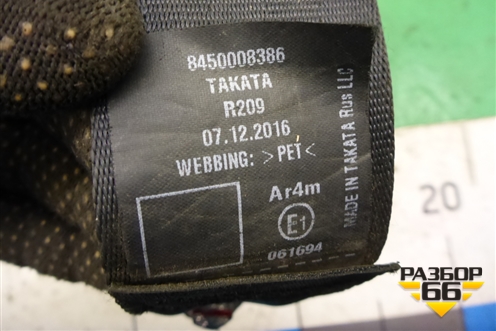 8450008386
TAKATA
R209
07.12.2016
WEBBING: >PET<
Ar4m
E1
061694
MADE IN TAKATA Rus LLC
20
РАЗБОР
66